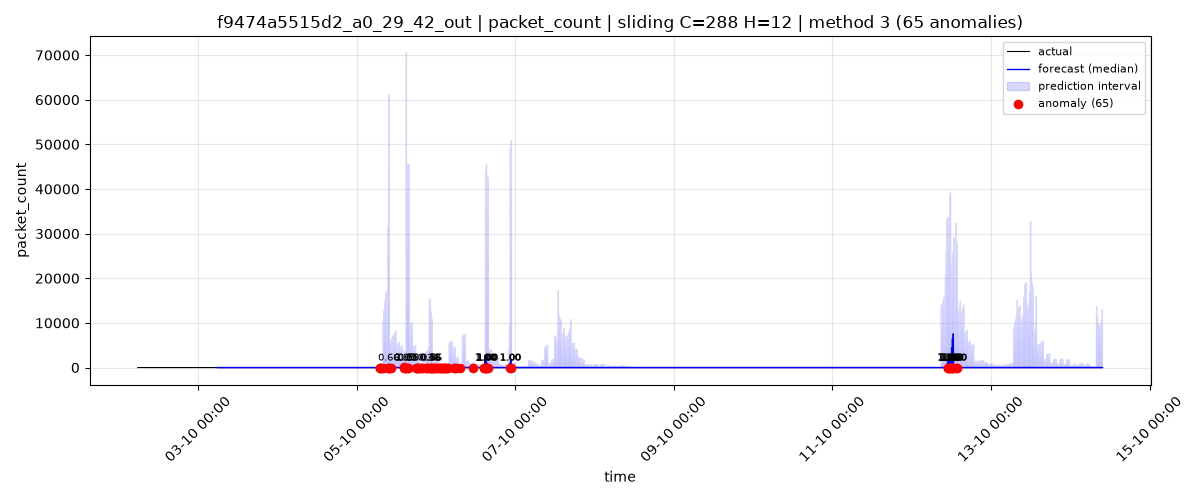 f9474a5515d2_a0_29_42_out | packet_count | sliding C=288 H=12 | method 3 (65 anomalies)
actual
forecast (median)
prediction interval
anomaly (65)
packet_count
70000
60000
50000
40000
30000
20000
10000
0
1.00
1.00
03-10 00:00
05-10 00:00
07-10 00:00
09-10 00:00
11-10 00:00
13-10 00:00
15-10 00:00
time